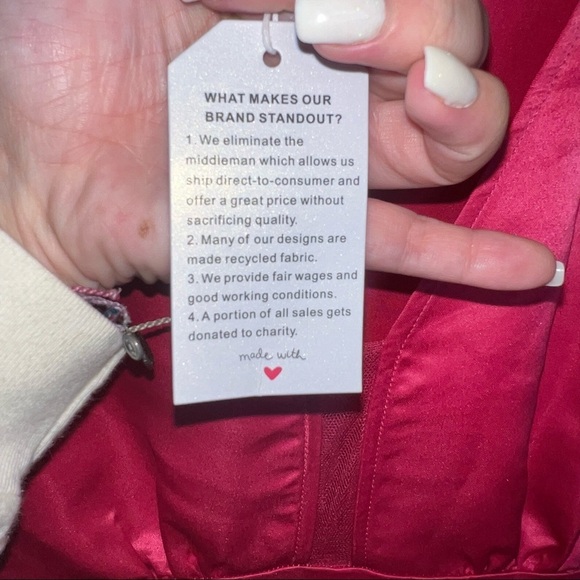 WHAT MAKES OUR
BRAND STANDOUT?
1. We eliminate the
middleman which allows us
ship direct-to-consumer and
offer a great price without
sacrificing quality.
2. Many of our designs are
made recycled fabric.
3. We provide fair wages and
good working conditions.
4. A portion of all sales gets
donated to charity.
made with